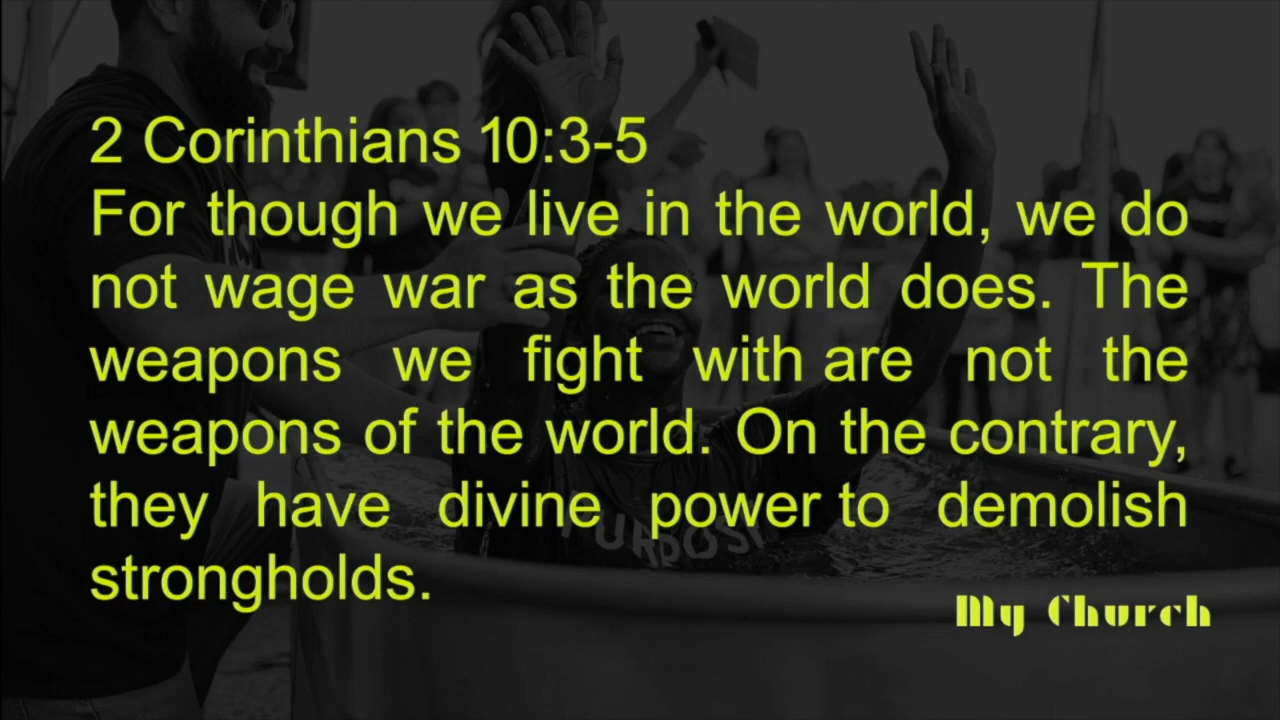 2 Corinthians 10:3-5
For though we live in the world, we do
not wage war as the world does. The
weapons we fight with are not the
weapons of the world. On the contrary,
they have divine power to demolish
strongholds.
My Church